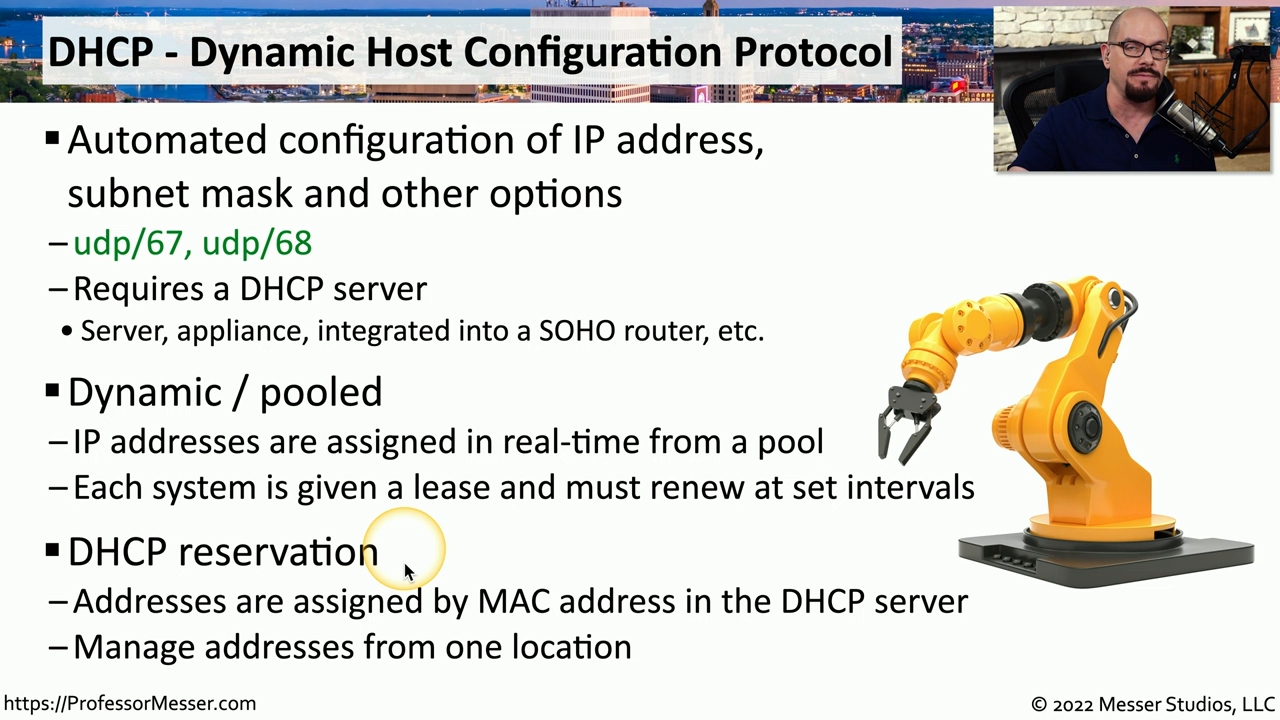 DHCP - Dynamic Host Configuration Protocol
▪ Automated configuration of IP address,
subnet mask and other options
– udp/67, udp/68
– Requires a DHCP server
• Server, appliance, integrated into a SOHO router, etc.
▪ Dynamic / pooled
– IP addresses are assigned in real-time from a pool
– Each system is given a lease and must renew at set intervals
▪ DHCP reservation
– Addresses are assigned by MAC address in the DHCP server
– Manage addresses from one location
https://ProfessorMesser.com
© 2022 Messer Studios, LLC